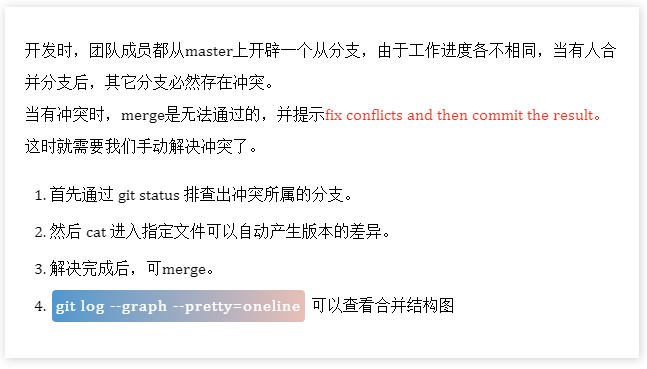 开发时，团队成员都从master上开辟一个从分支，由于工作进度各不相同，当有人合
并分支后，其它分支必然存在冲突。
当有冲突时，merge是无法通过的，并提示fix conflicts and then commit the result。
这时就需要我们手动解决冲突了。
1. 首先通过 git status 排查出冲突所属的分支。
2. 然后 cat 进入指定文件可以自动产生版本的差异。
3. 解决完成后，可merge。
4. git log --graph --pretty=oneline 可以查看合并结构图